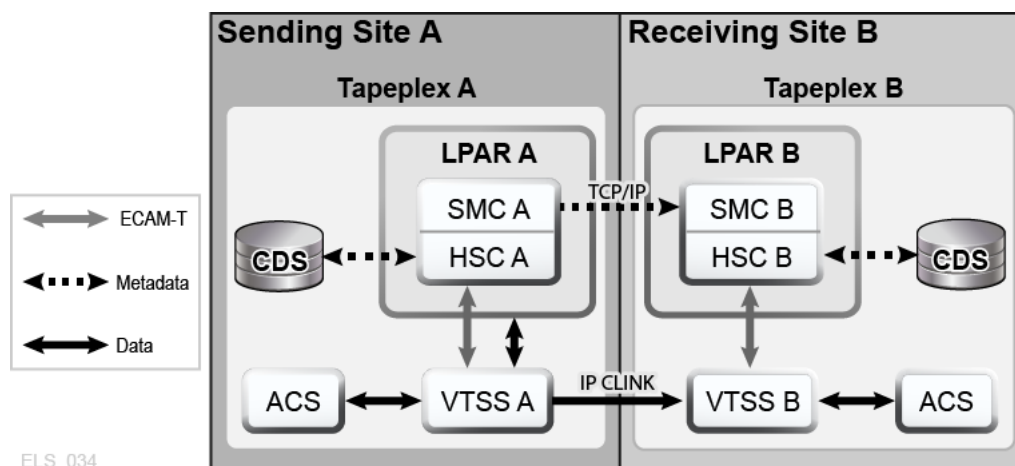 Sending Site A
Receiving Site B
Tapeplex A
Tapeplex B
LPAR A
LPAR B
TCP/IP
SMC A
SMC B
ECAM-T
CDS
HSC A
HSC B
CDS
Metadata
Data
IP CLINK
ACS
VTSS A
VTSS B
ACS
ELS_034